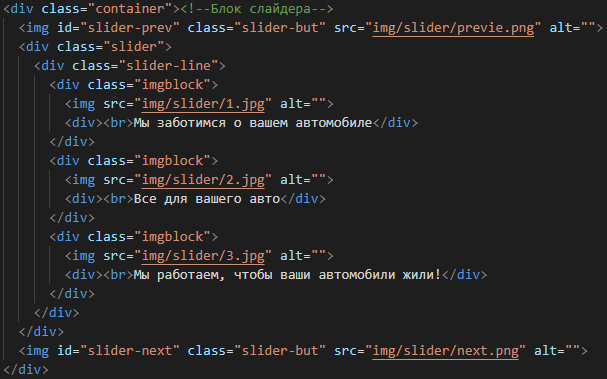 <div class="container"><!--Блок слайдера-->
<img id="slider-prev" class="slider-but" src="img/slider/previe.png" alt="">
<div class="slider">
<div class="slider-line">
<div class="imgblock">
<img src="img/slider/1.jpg" alt="">
<div><br>Мы заботимся о вашем автомобиле</div>
</div>
<div class="imgblock">
<img src="img/slider/2.jpg" alt="">
<div><br>Все для вашего авто</div>
</div>
<div class="imgblock">
<img src="img/slider/3.jpg" alt="">
<div><br>Мы работаем, чтобы ваши автомобили жили!</div>
</div>
</div>
</div>
<img id="slider-next" class="slider-but" src="img/slider/next.png" alt="">
</div>